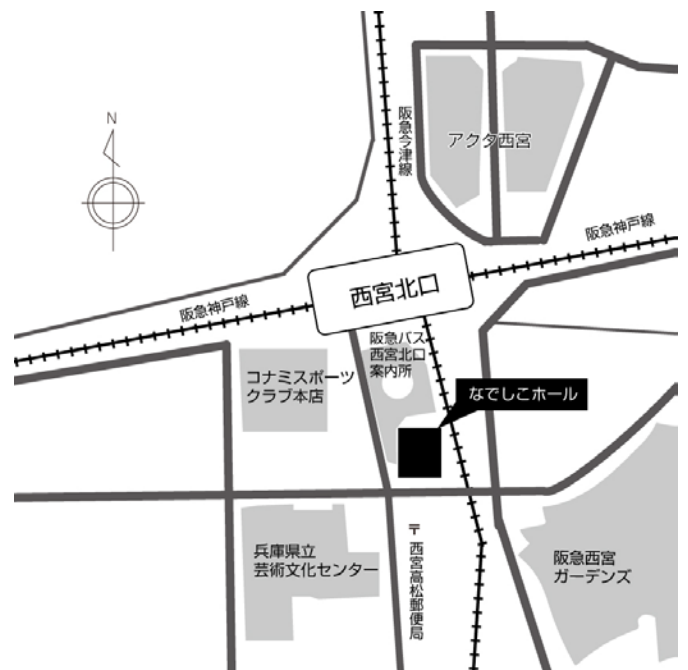 N
阪急今津線
アクタ西宮
阪急神戸線
西宮北口
阪急神戸線
阪急バス
西宮北口
案内所
コナミスポーツ
クラブ本店
なでしこホール
兵庫県立
芸術文化センター
〒西宮高松郵便局
阪急西宮
ガーデンズ